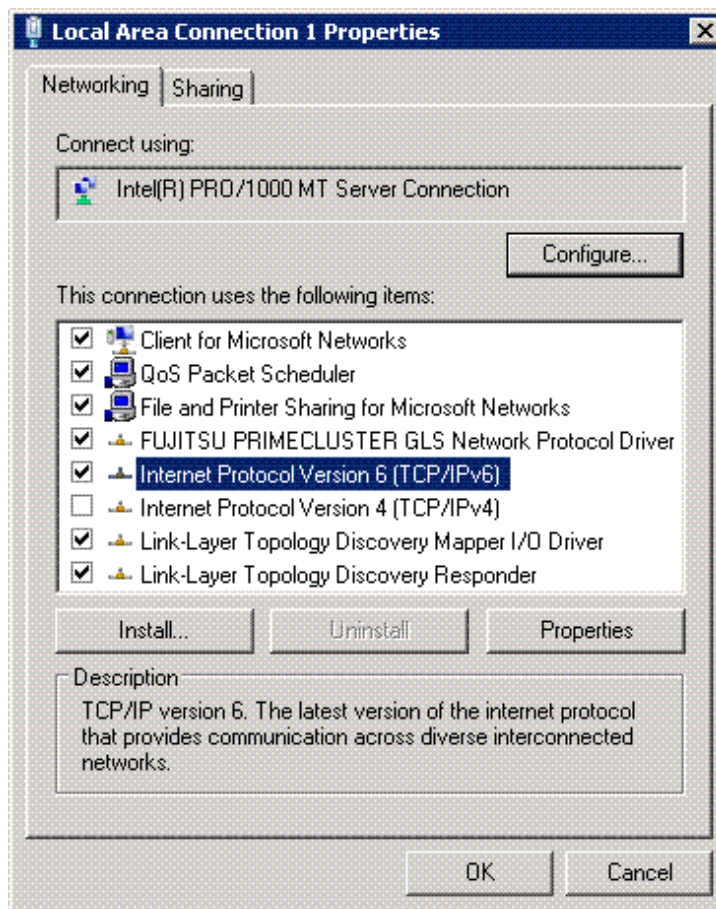 Local Area Connection 1 Properties
Networking
Sharing
Connect using:
Intel(R) PRO/1000 MT Server Connection
Configure...
This connection uses the following items:
Client for Microsoft Networks
QoS Packet Scheduler
File and Printer Sharing for Microsoft Networks
FUJITSU PRIMECLUSTER GLS Network Protocol Driver
Internet Protocol Version 6 (TCP/IPv6)
Internet Protocol Version 4 (TCP/IPv4)
Link-Layer Topology Discovery Mapper I/O Driver
Link-Layer Topology Discovery Responder
Install...
Uninstall
Properties
Description
TCP/IP version 6. The latest version of the internet protocol
that provides communication across diverse interconnected
networks.
OK
Cancel